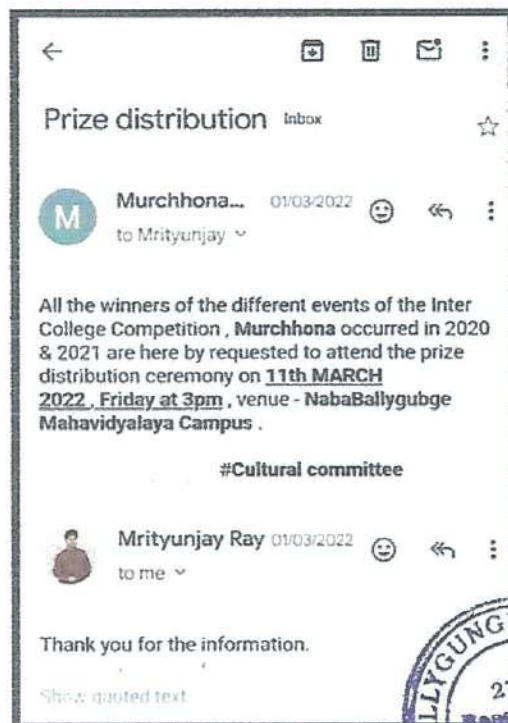 Prize distribution Inbox
M
Murchhona... 01/03/2022
to Mrityunjay
All the winners of the different events of the Inter
College Competition , Murchhona occurred in 2020
& 2021 are here by requested to attend the prize
distribution ceremony on 11th MARCH
2022 , Friday at 3pm , venue - NabaBallygubge
Mahavidyalaya Campus .
#Cultural committee
Mrityunjay Ray 01/03/2022
to me
Thank you for the information.
Show quoted text
LLYGUNG